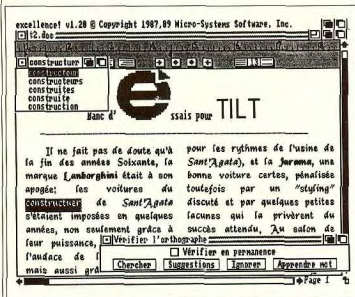 excellence! v1.28 © Copyright 1987,89 Micro-Systems Software, Inc.
t2.doc
constructuer
constructeur
constructeurs
construites
construite
construction
Banc d'essais pour TILT
Il ne fait pas de doute qu'à
la fin des années Soixante, la
marque Lamborghini était à son
apogée: les voitures du
constructuer de Sant'Agata
s'étaient imposées en quelques
années, non seulement grâce à
leur puissance,
l'audace de l
mais aussi grâ
pour les rythmes de l'usine de
Sant'Agata), et la Jarama, une
bonne voiture certes, pénalisée
toutefois par un "styling"
discuté et par quelques petites
lacunes qui la privèrent du
succès attendu. Au salon de
Vérifier l'orthographe
Vérifier en permanence
Chercher Suggestions Ignorer Apprendre mot
Page 1